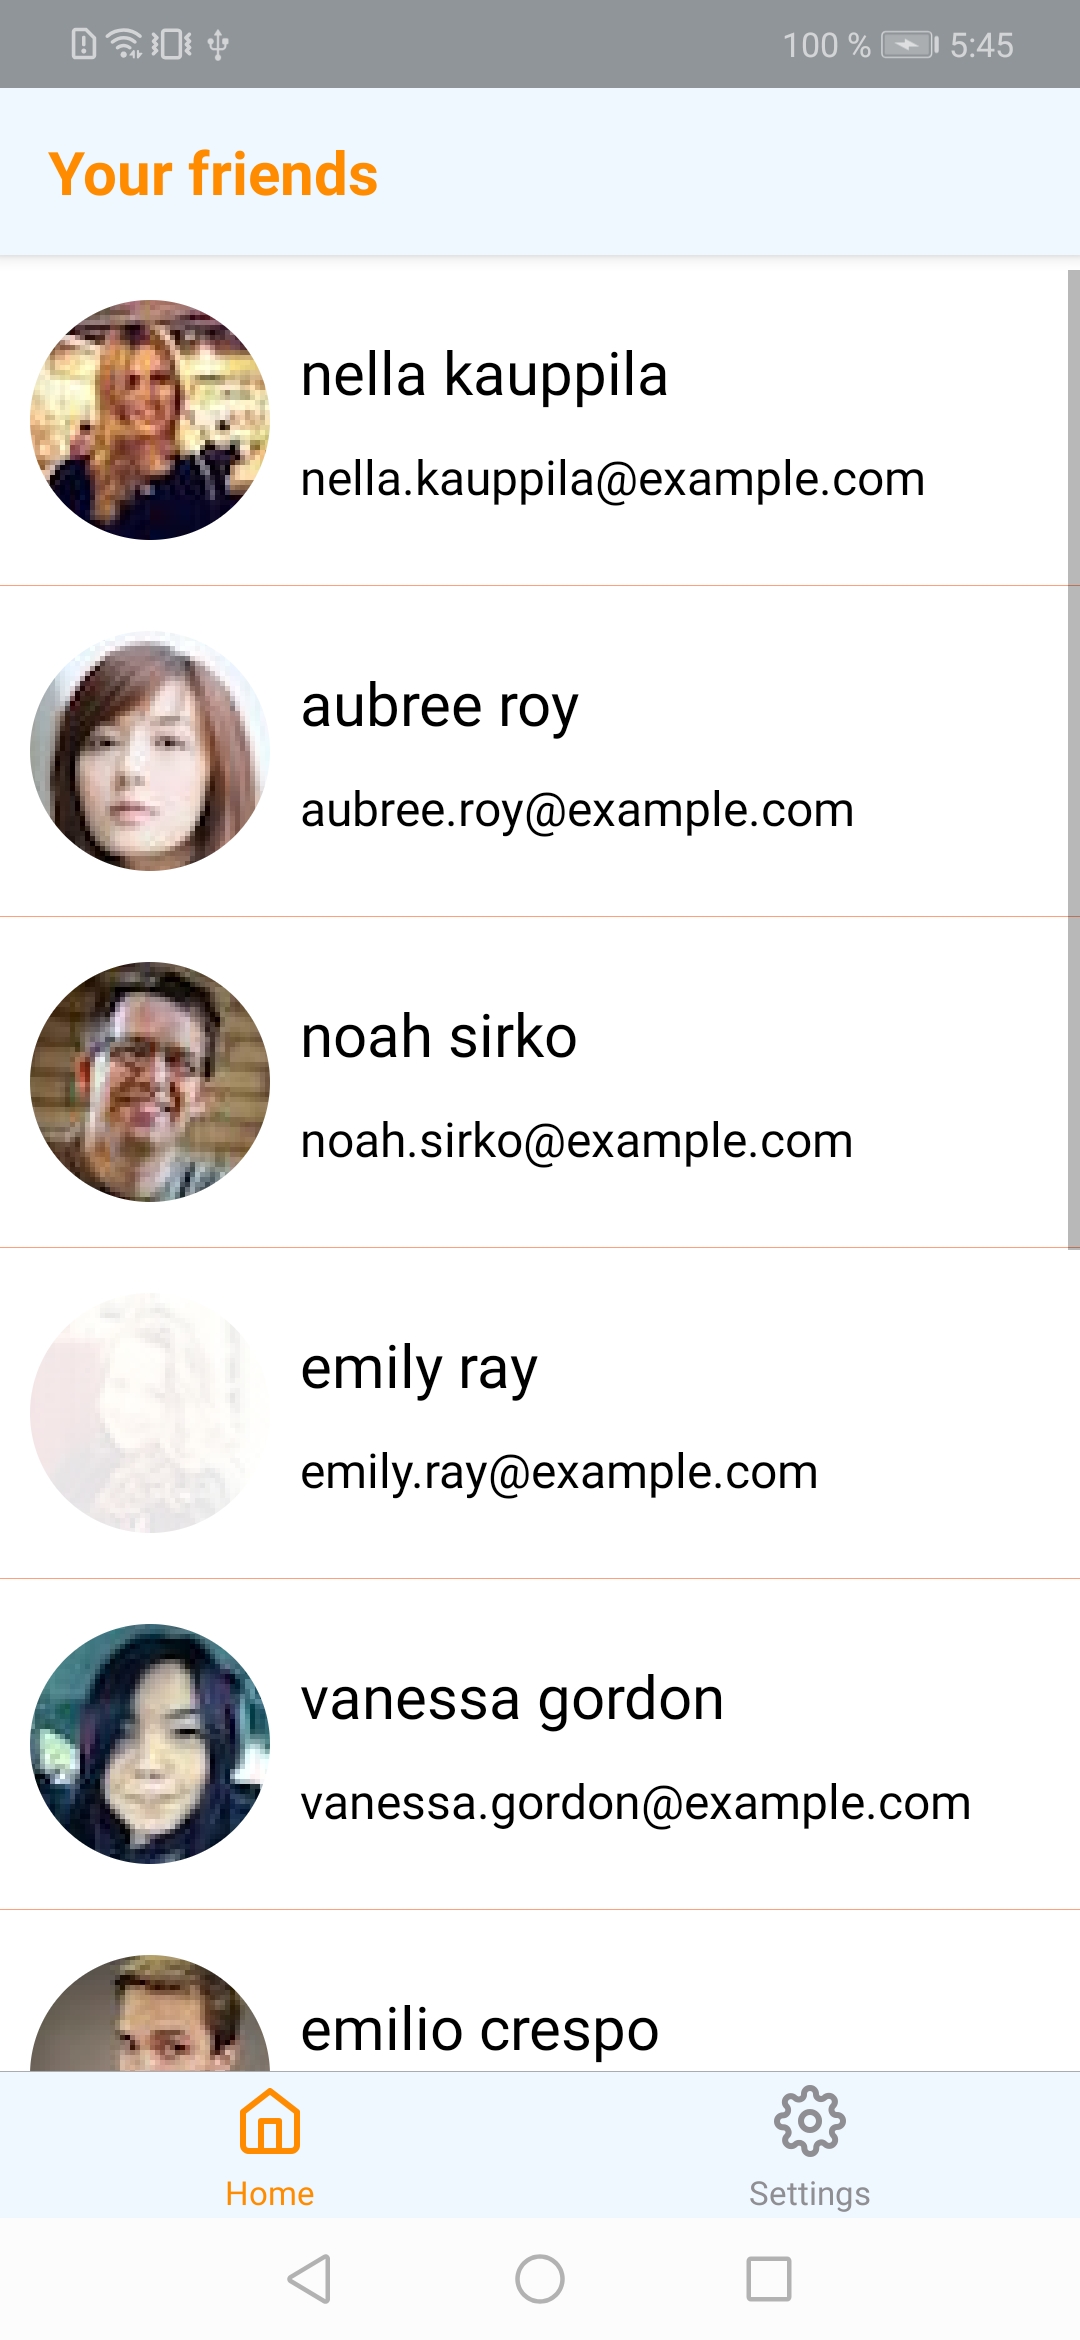 100 % 5:45
Your friends
nella kauppila
nella.kauppila@example.com
aubree roy
aubree.roy@example.com
noah sirko
noah.sirko@example.com
emily ray
emily.ray@example.com
vanessa gordon
vanessa.gordon@example.com
emilio crespo
Home
Settings